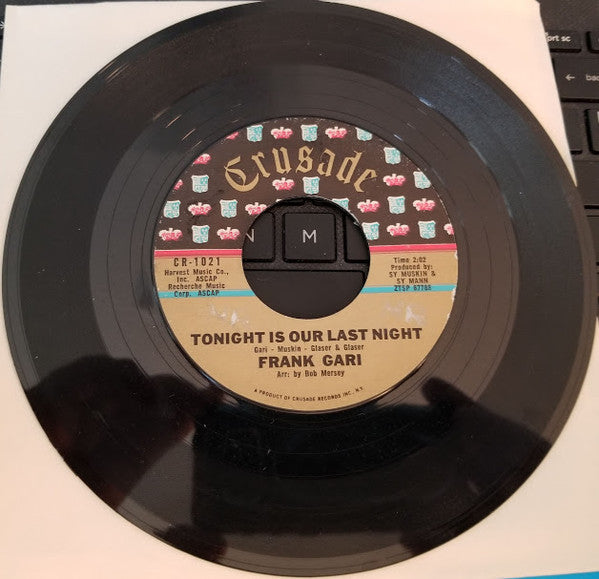 Crusade
CR-1021
Harvest Music Co.,
Inc. ASCAP
Recherche Music
Corp. ASCAP
Time 2:02
Produced by:
SY MUSKIN &
SY MANN
ZTSP 67788
TONIGHT IS OUR LAST NIGHT
Gari - Muskin - Glaser & Glaser
FRANK GARI
Arr: by Bob Mersey
A PRODUCT OF CRUSADE RECORDS INC., N.Y.
N
M
prt sc
←